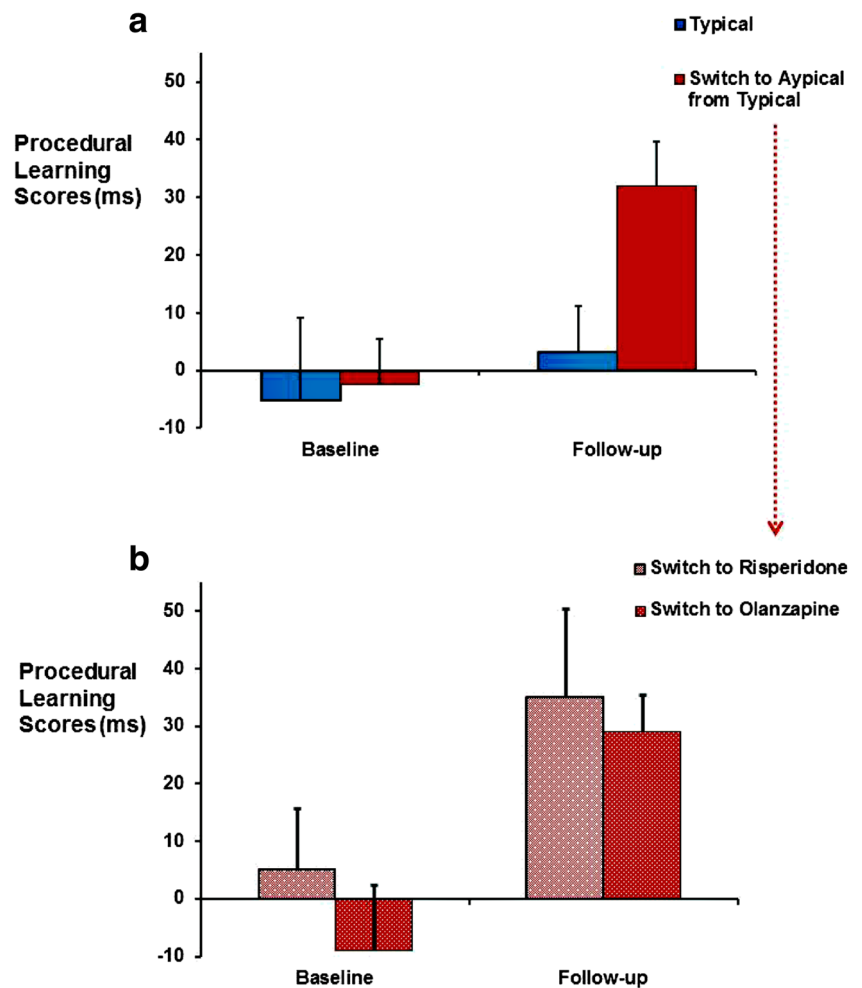 a
Typical
Switch to Aypical
from Typical
Procedural
Learning
Scores (ms)
50
40
30
20
10
0
-10
Baseline
Follow-up
b
Switch to Risperidone
Switch to Olanzapine
Procedural
Learning
Scores (ms)
50
40
30
20
10
0
-10
Baseline
Follow-up